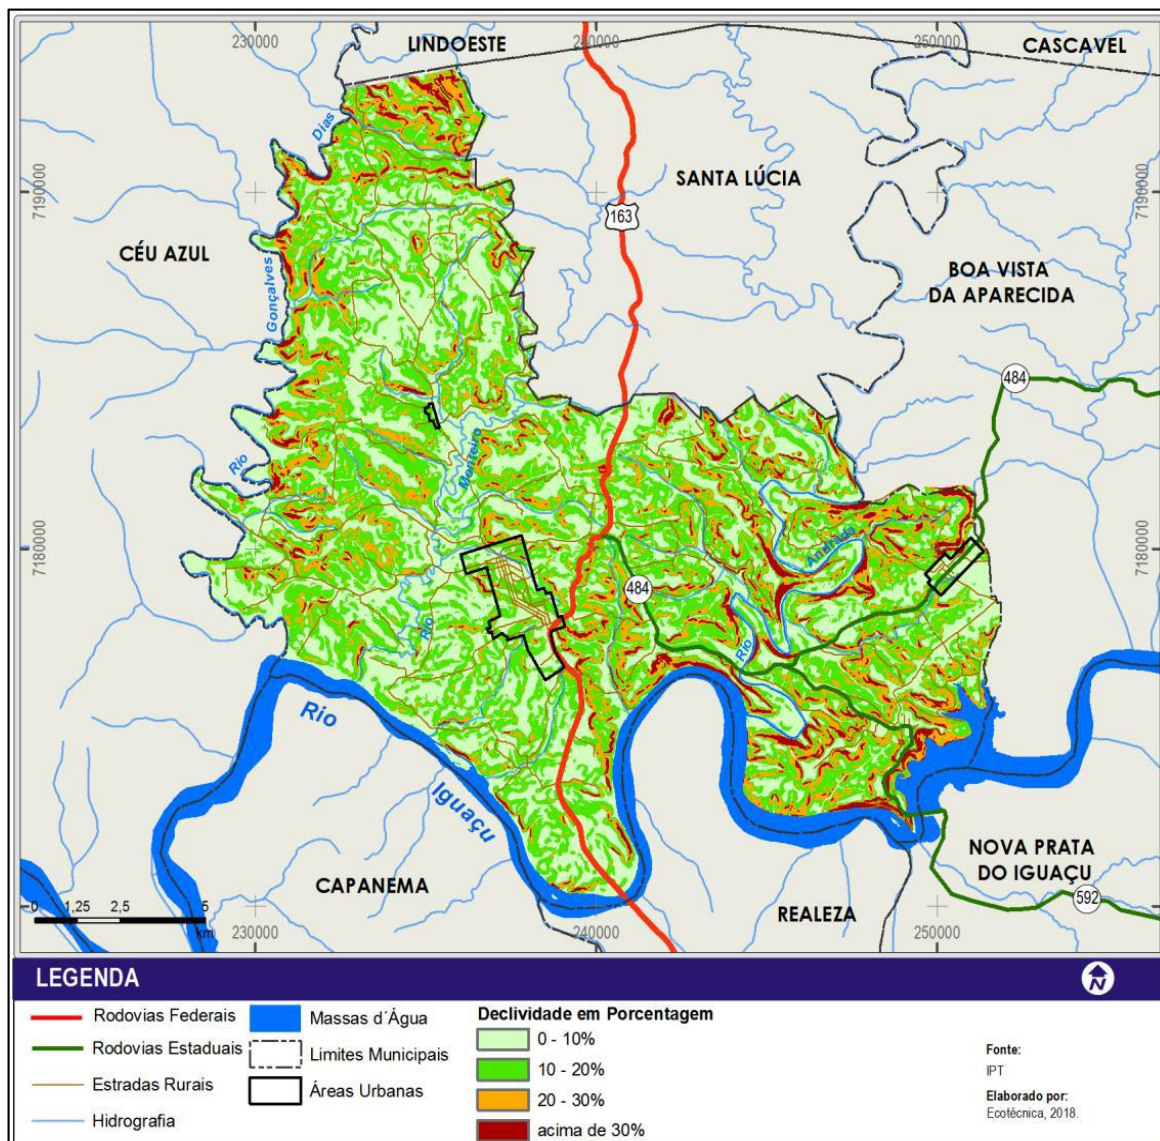 230000
LINDOESTE
240000
250000
CASCAVEL
Dias
7190000
SANTA LÚCIA
7190000
163
CÉU AZUL
Gonçalves
BOA VISTA
DA APARECIDA
484
Rio
Monteiro
7180000
Andrada
7180000
484
Rio
Rio
Rio
Iguaçu
CAPANEMA
NOVA PRATA
DO IGUAÇU
REALEZA
592
0 1,25 2,5 5
km
230000
240000
250000
LEGENDA
N
Rodovias Federais
Rodovias Estaduais
Estradas Rurais
Hidrografia
Massas d´Água
Limites Municipais
Áreas Urbanas
Declividade em Porcentagem
0 - 10%
10 - 20%
20 - 30%
acima de 30%
Fonte:
IPT
Elaborado por:
Ecotécnica, 2018.